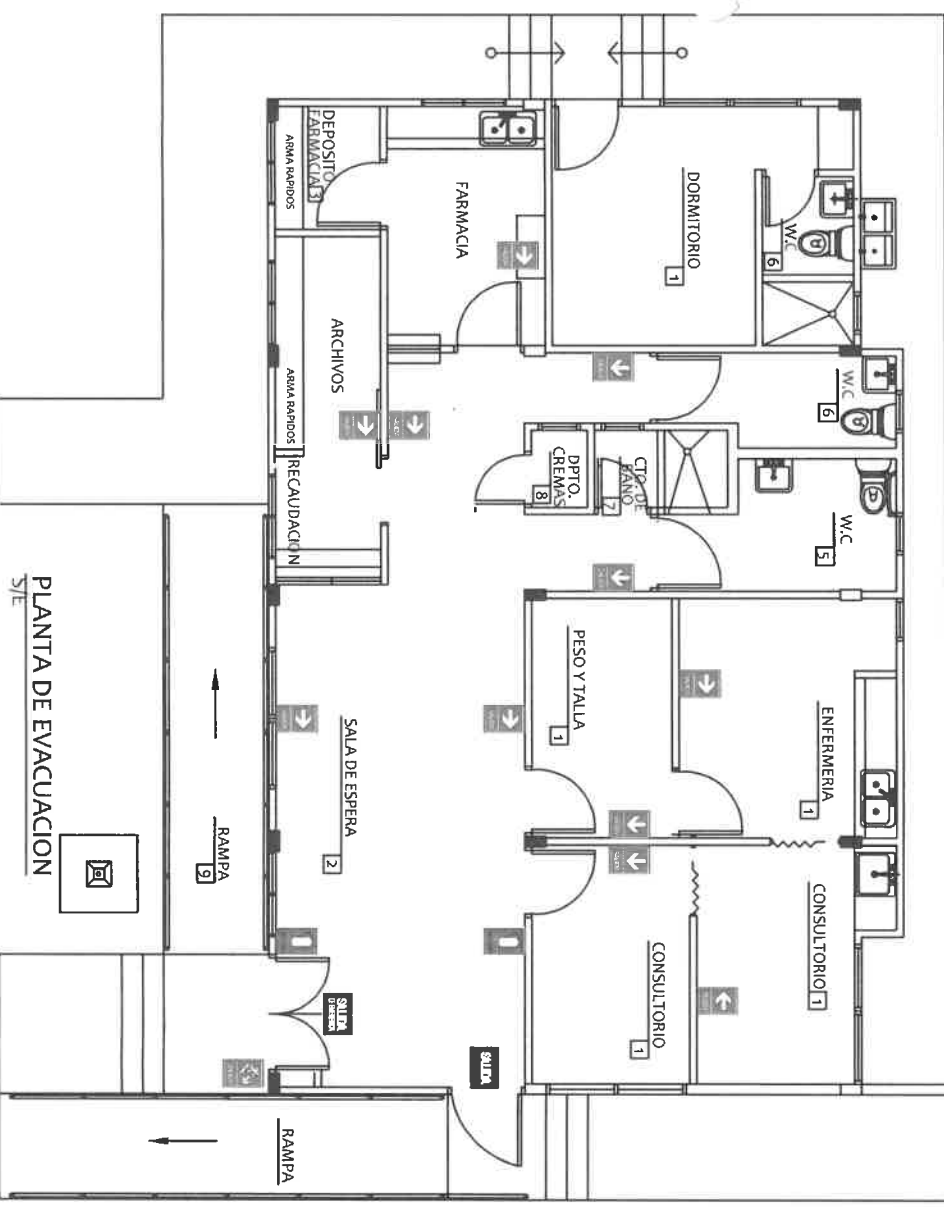 PLANTA DE EVACUACION
S/E
DEPOSITO
FARMACIA 3
ARMA RAPIDOS
FARMACIA
DORMITORIO
1
W.C
6
ARCHIVOS
ARMA RAPIDOS
RECAUDACION
W.C
6
DPTO.
CREMAS
8
CTO. DE
BAÑO
7
W.C
5
PESO Y TALLA
1
ENFERMERIA
1
SALA DE ESPERA
2
RAMPA
9
CONSULTORIO
1
CONSULTORIO
1
SALIDA
SALIDA
RAMPA